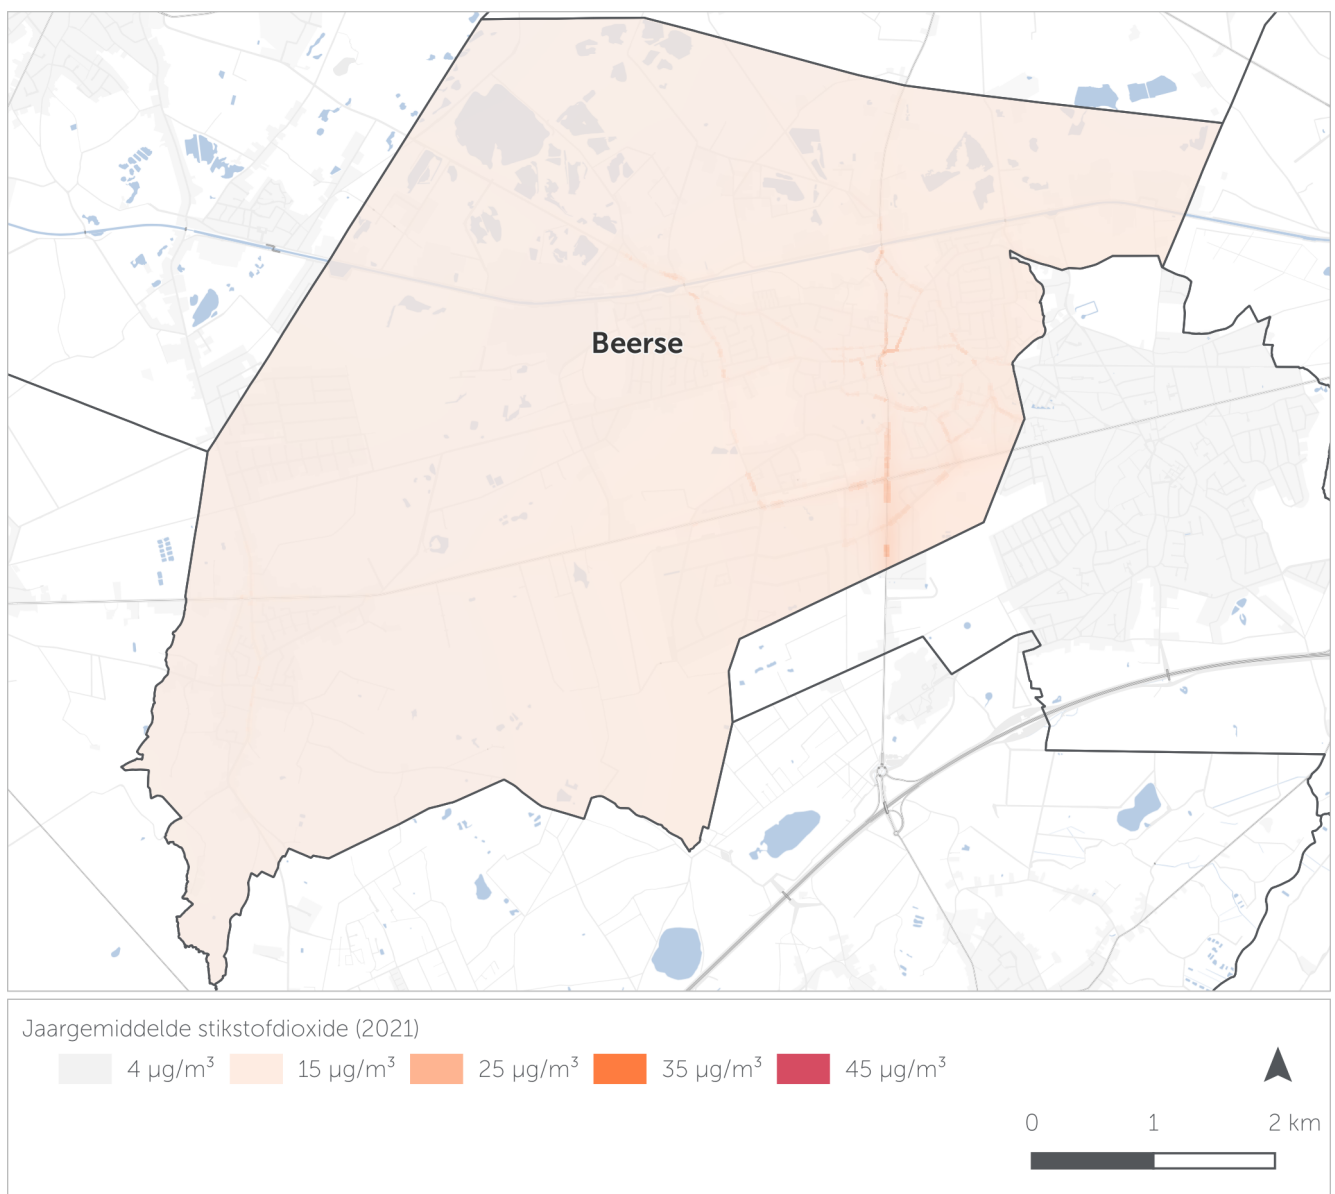 Beerse
Jaargemiddelde stikstofdioxide (2021)
4 µg/m³ 15 µg/m³ 25 µg/m³ 35 µg/m³ 45 µg/m³
0 1 2 km